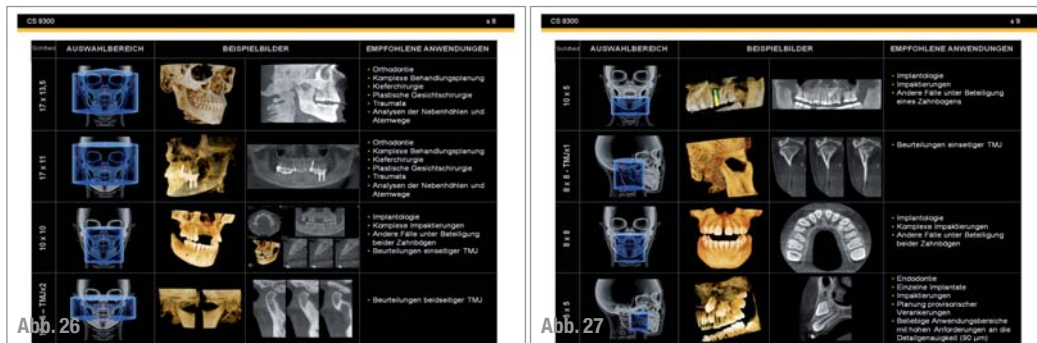 CS 9300
s 8
Sichtfeld AUSWAHLBEREICH BEISPIELBILDER EMPFOHLENE ANWENDUNGEN
17 x 13,5
• Orthodontie
• Komplexe Behandlungsplanung
• Kieferchirurgie
• Plastische Gesichtschirurgie
• Traumata
• Analysen der Nebenhöhlen und
Atemwege
17 x 11
• Orthodontie
• Komplexe Behandlungsplanung
• Kieferchirurgie
• Plastische Gesichtschirurgie
• Traumata
• Analysen der Nebenhöhlen und
Atemwege
10 x 10
• Implantologie
• Komplexe Impaktierungen
• Andere Fälle unter Beteiligung
beider Zahnbögen
• Beurteilungen einseitiger TMJ
TMJx2
• Beurteilungen beidseitiger TMJ
Abb. 26
CS 9300
s 9
Sichtfeld AUSWAHLBEREICH BEISPIELBILDER EMPFOHLENE ANWENDUNGEN
10 x 5
• Implantologie
• Impaktierungen
• Andere Fälle unter Beteiligung
eines Zahnbogens
8 x 8 - TMJx1
• Beurteilungen einseitiger TMJ
8 x 8
• Implantologie
• Komplexe Impaktierungen
• Andere Fälle unter Beteiligung
beider Zahnbögen
5 x 5
• Endodontie
• Einzelne Implantate
• Impaktierungen
• Planung provisorischer
Verankerungen
• Beliebige Anwendungsbereiche
mit hohen Anforderungen an die
Detailgenauigkeit (90 µm)
Abb. 27